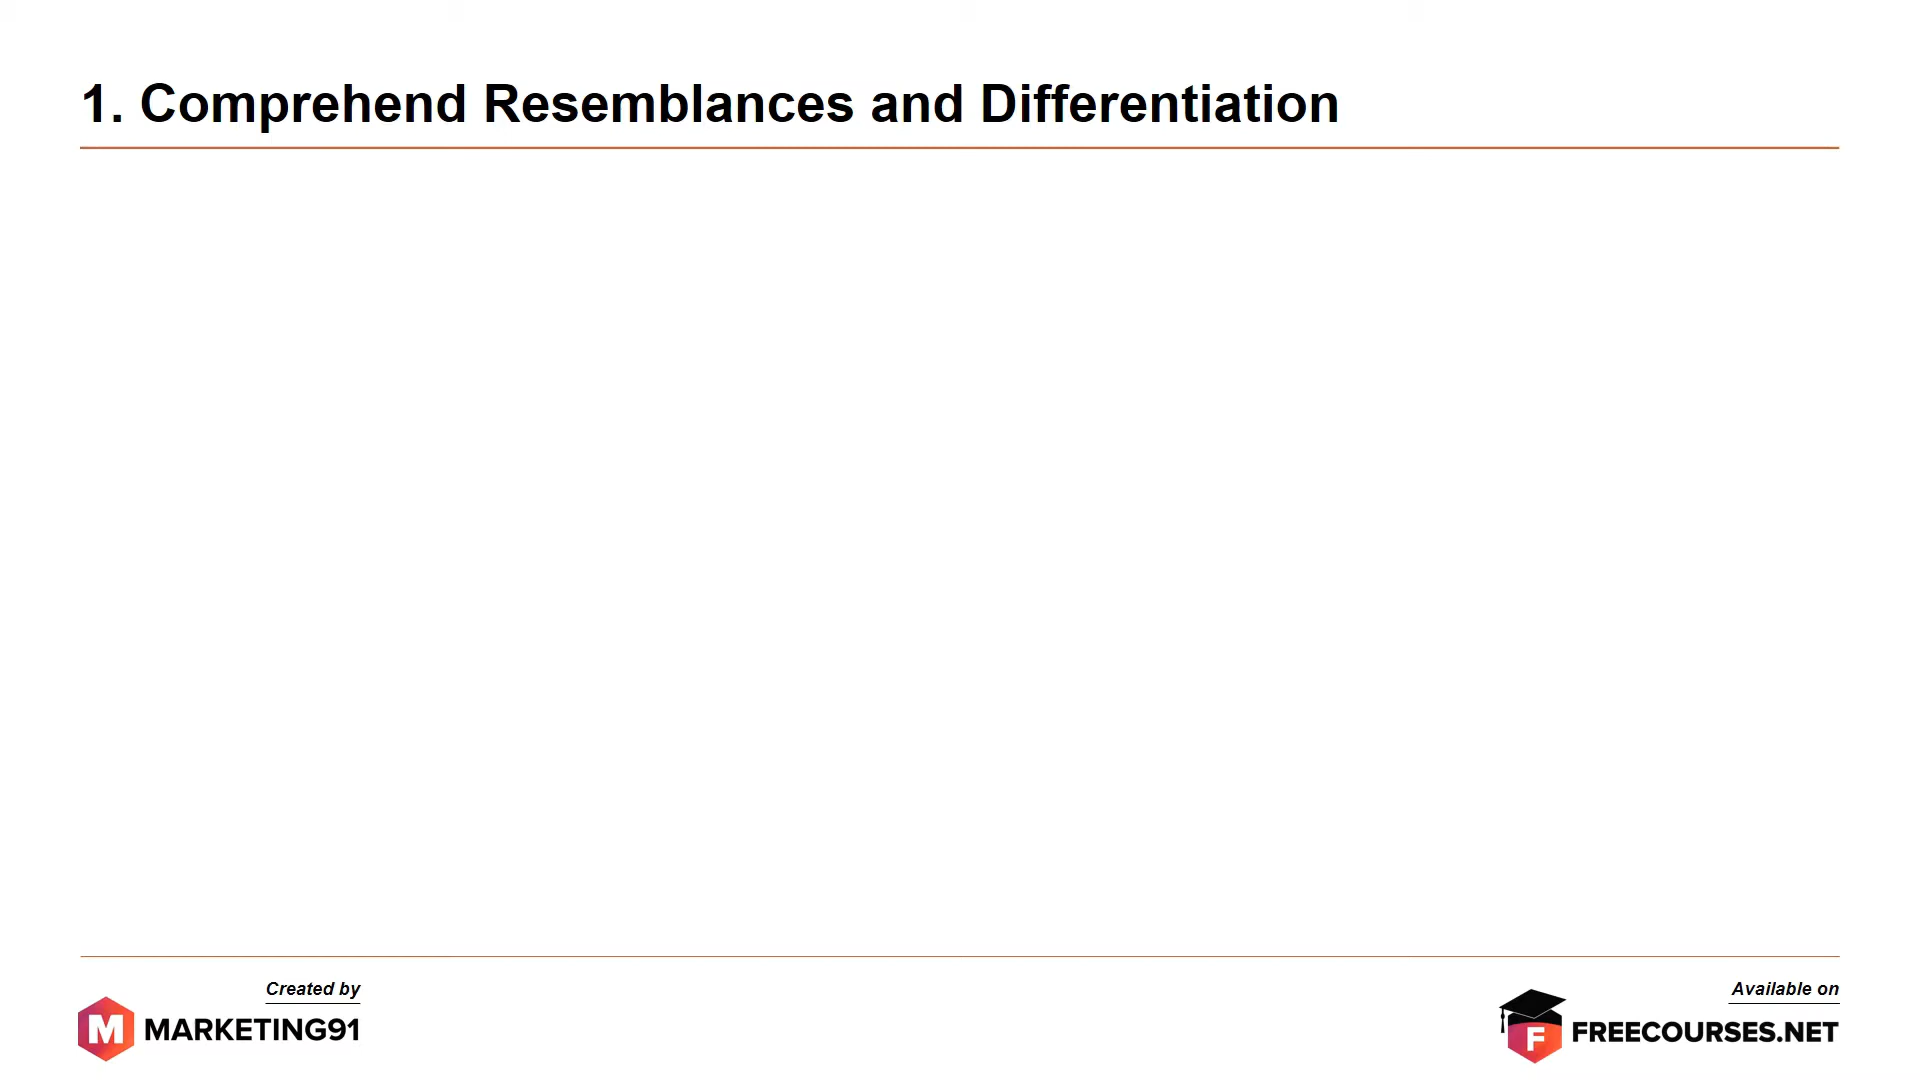 1. Comprehend Resemblances and Differentiation
Created by
M MARKETING91
Available on
F FREECOURSES.NET